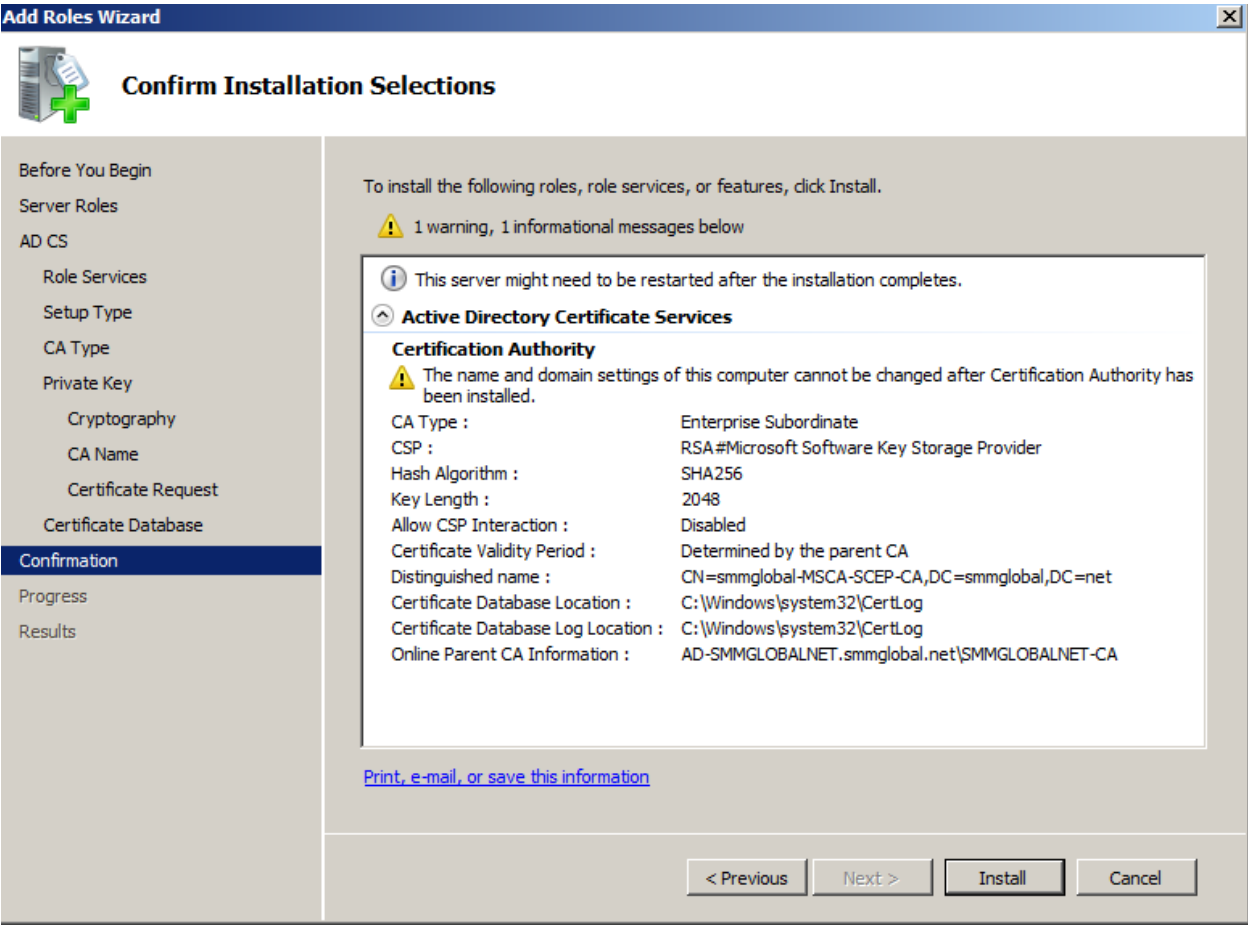 Add Roles Wizard
Confirm Installation Selections
Before You Begin
Server Roles
AD CS
Role Services
Setup Type
CA Type
Private Key
Cryptography
CA Name
Certificate Request
Certificate Database
Confirmation
Progress
Results
To install the following roles, role services, or features, click Install.
1 warning, 1 informational messages below
This server might need to be restarted after the installation completes.
Active Directory Certificate Services
Certification Authority
The name and domain settings of this computer cannot be changed after Certification Authority has
been installed.
CA Type : Enterprise Subordinate
CSP : RSA#Microsoft Software Key Storage Provider
Hash Algorithm : SHA256
Key Length : 2048
Allow CSP Interaction : Disabled
Certificate Validity Period : Determined by the parent CA
Distinguished name : CN=smmglobal-MSCA-SCEP-CA,DC=smmglobal,DC=net
Certificate Database Location : C:\Windows\system32\CertLog
Certificate Database Log Location : C:\Windows\system32\CertLog
Online Parent CA Information : AD-SMMGLOBALNET.smmglobal.net\SMMGLOBALNET-CA
Print, e-mail, or save this information
< Previous Next > Install Cancel